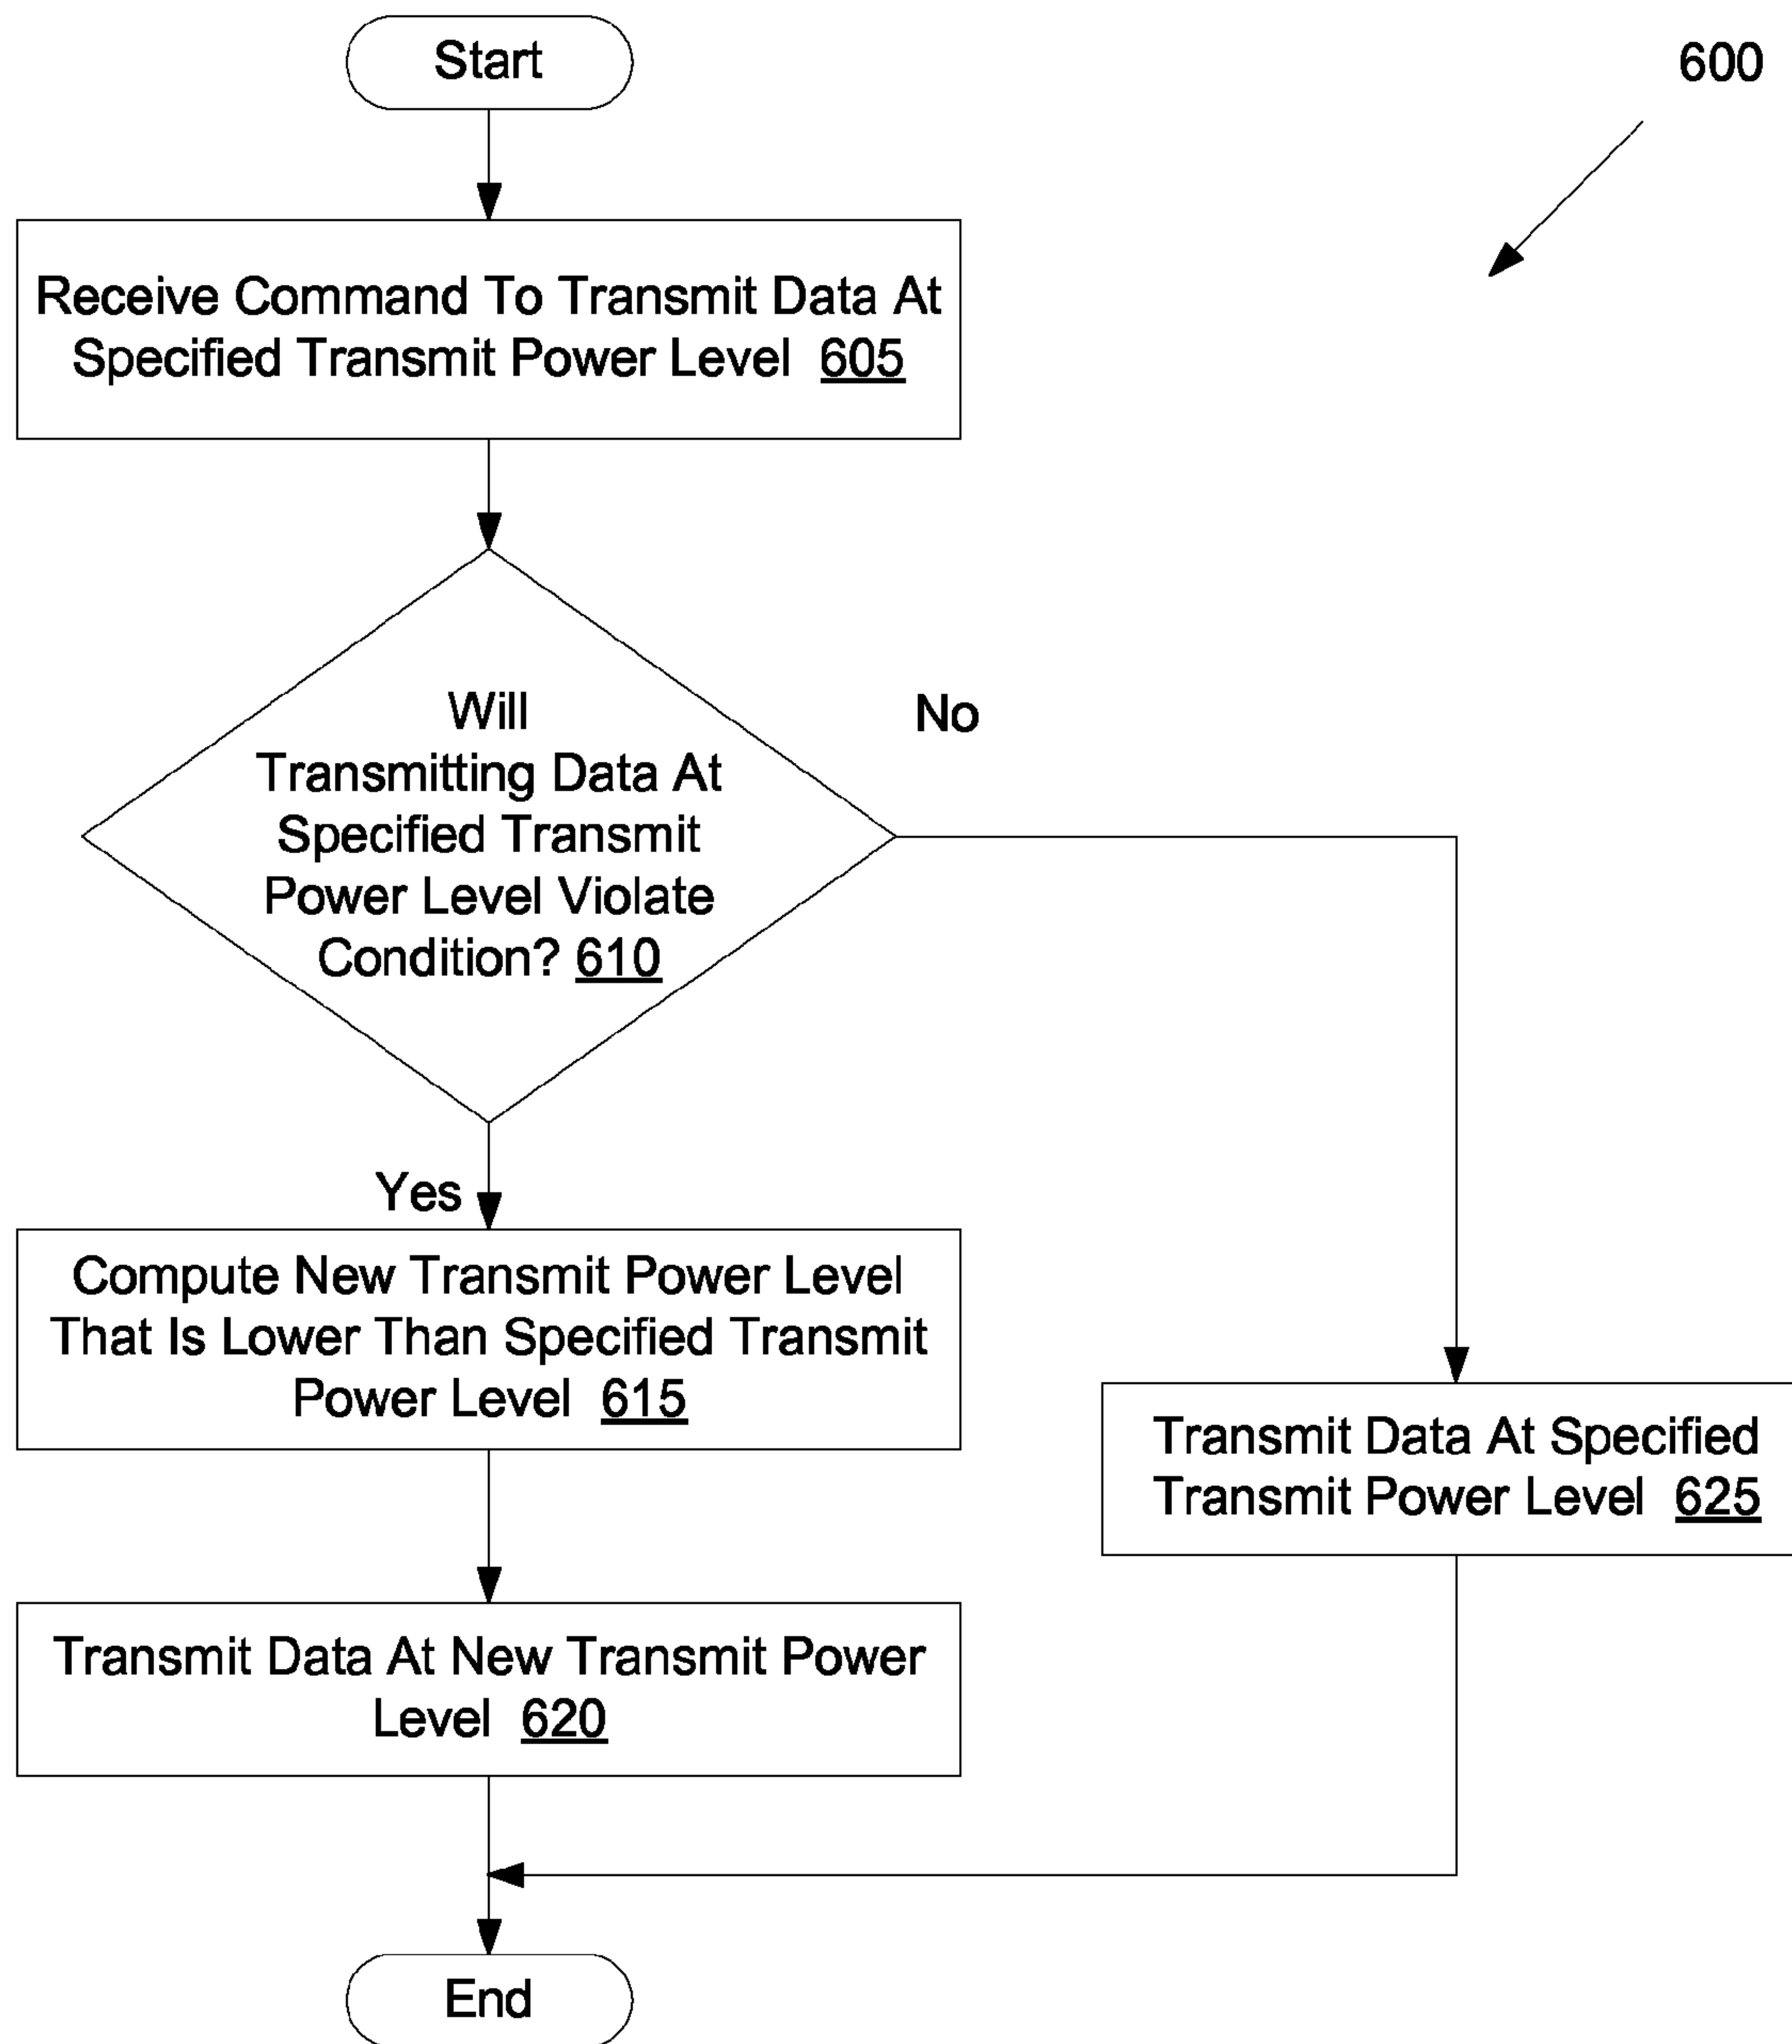 Start
600
Receive Command To Transmit Data At
Specified Transmit Power Level 605
Will
Transmitting Data At
Specified Transmit
Power Level Violate
Condition? 610
No
Yes
Compute New Transmit Power Level
That Is Lower Than Specified Transmit
Power Level 615
Transmit Data At Specified
Transmit Power Level 625
Transmit Data At New Transmit Power
Level 620
End